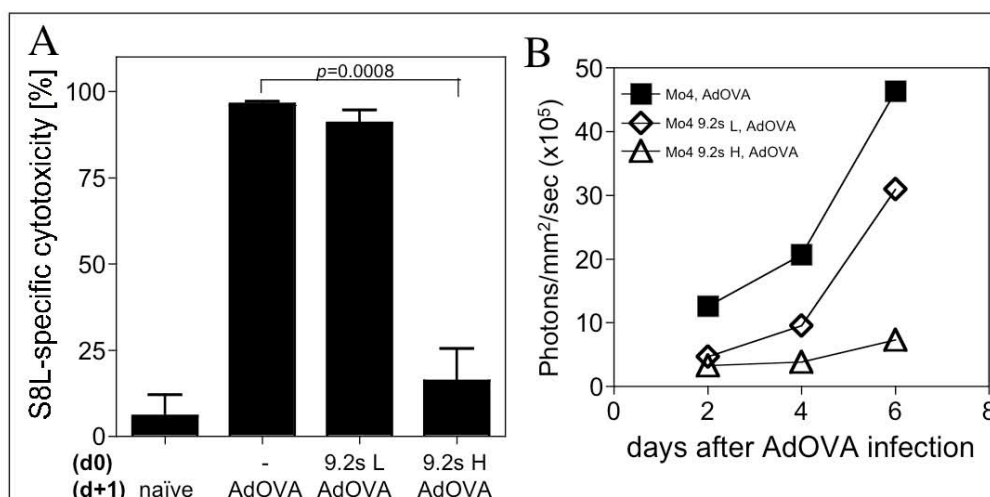 A
S8L-specific cytotoxicity [%]
p=0.0008
100
75
50
25
0
(d0) - 9.2s L 9.2s H
(d+1) naïve AdOVA AdOVA AdOVA
B
Photons/mm²/sec (x10⁵)
50
40
30
20
10
0
Mo4, AdOVA
Mo4 9.2s L, AdOVA
Mo4 9.2s H, AdOVA
0 2 4 6 8
days after AdOVA infection